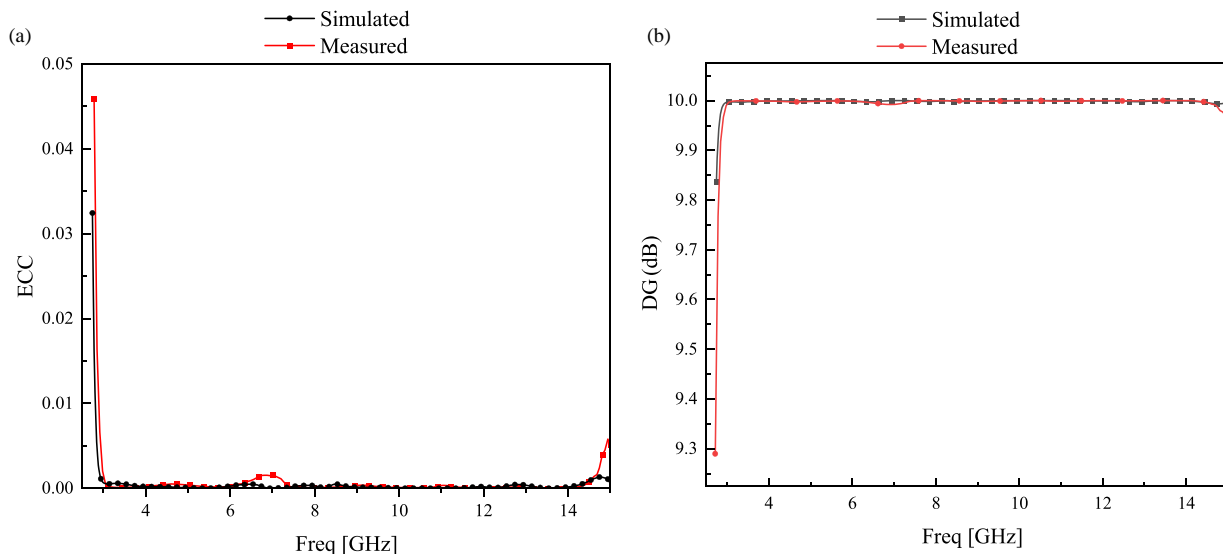 (a)
Simulated
Measured
0.05
0.04
0.03
0.02
0.01
0.00
ECC
4 6 8 10 12 14
Freq [GHz]
(b)
Simulated
Measured
10.0
9.9
9.8
9.7
9.6
9.5
9.4
9.3
DG (dB)
4 6 8 10 12 14
Freq [GHz]